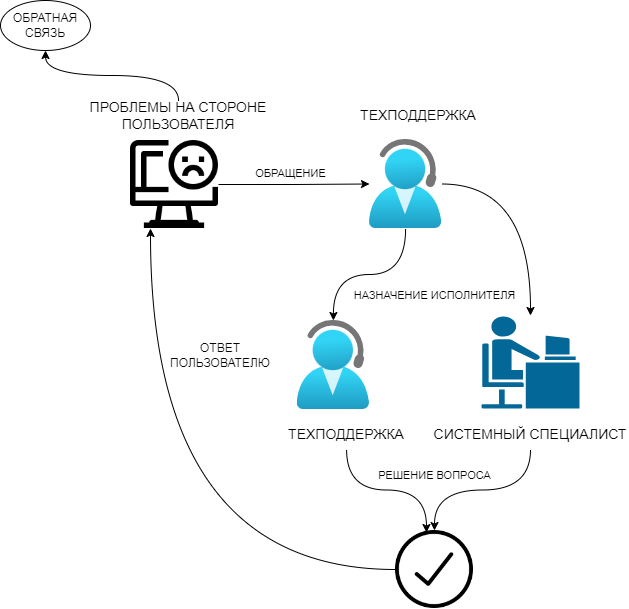 ОБРАТНАЯ
СВЯЗЬ
ПРОБЛЕМЫ НА СТОРОНЕ
ПОЛЬЗОВАТЕЛЯ
ТЕХПОДДЕРЖКА
ОБРАЩЕНИЕ
НАЗНАЧЕНИЕ ИСПОЛНИТЕЛЯ
ОТВЕТ
ПОЛЬЗОВАТЕЛЮ
ТЕХПОДДЕРЖКА
СИСТЕМНЫЙ СПЕЦИАЛИСТ
РЕШЕНИЕ ВОПРОСА